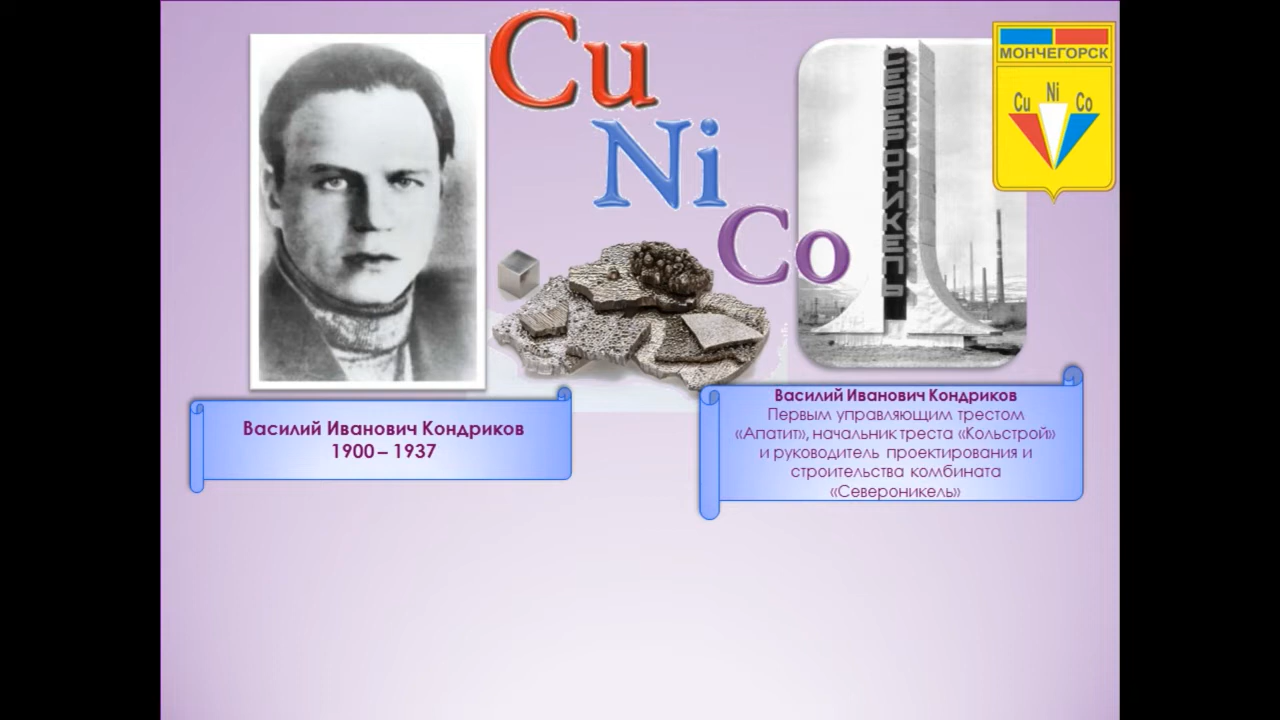 Cu
Ni
Co
СЕВЕРОНИКЕЛЬ
МОНЧЕГОРСК
Cu Ni Co
Василий Иванович Кондриков
1900 – 1937
Василий Иванович Кондриков
Первым управляющим трестом
«Апатит», начальник треста «Кольстрой»
и руководитель проектирования и
строительства комбината
«Североникель»